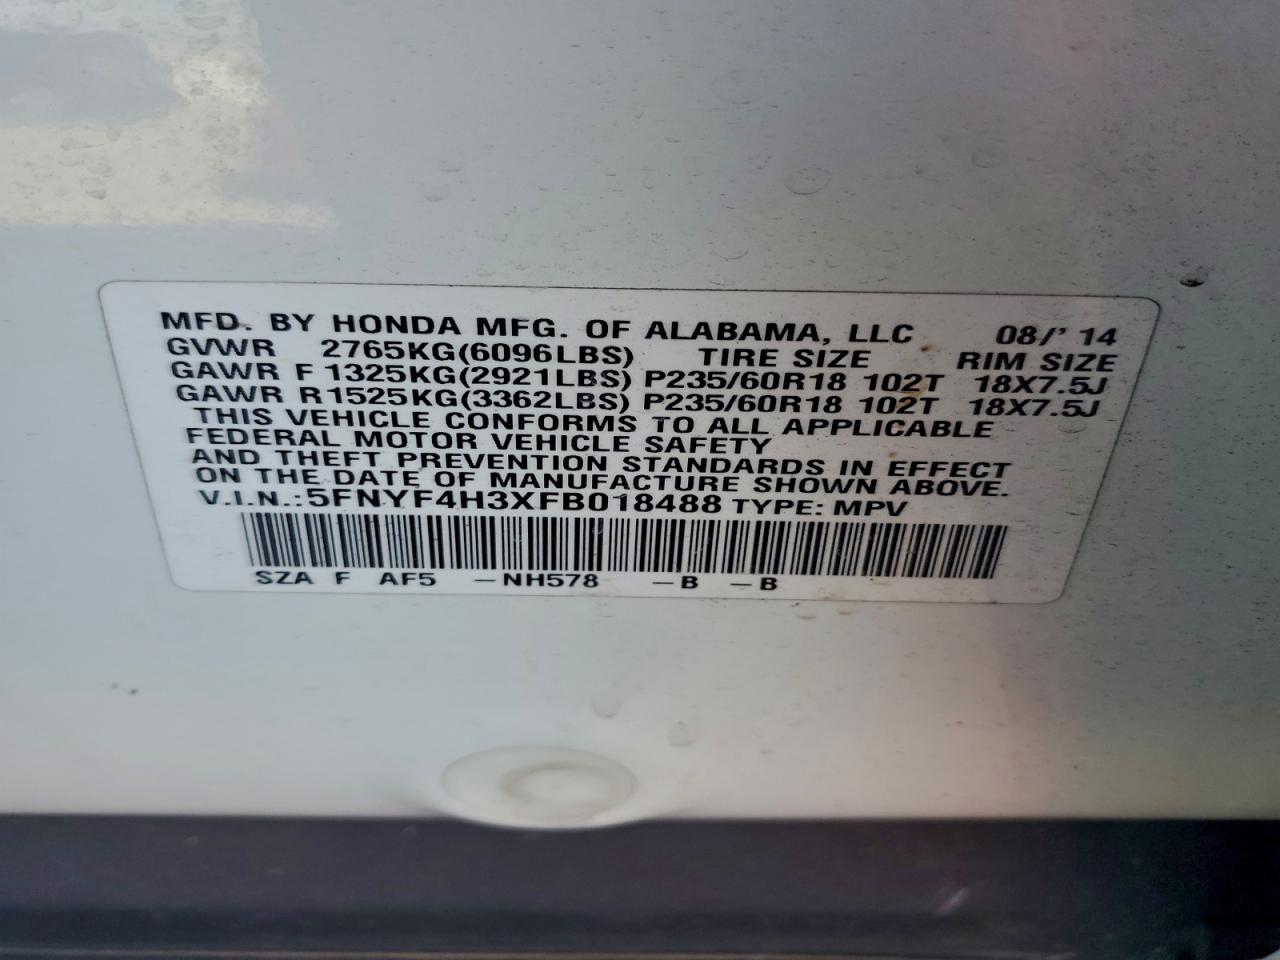 MFD. BY HONDA MFG. OF ALABAMA, LLC 08/' 14
GVWR 2765KG(6096LBS) TIRE SIZE RIM SIZE
GAWR F 1325KG(2921LBS) P235/60R18 102T 18X7.5J
GAWR R1525KG(3362LBS) P235/60R18 102T 18X7.5J
THIS VEHICLE CONFORMS TO ALL APPLICABLE
FEDERAL MOTOR VEHICLE SAFETY
AND THEFT PREVENTION STANDARDS IN EFFECT
ON THE DATE OF MANUFACTURE SHOWN ABOVE.
V.I.N.:5FNYF4H3XFB018488 TYPE: MPV
SZA F AF5 -NH578 -B -B